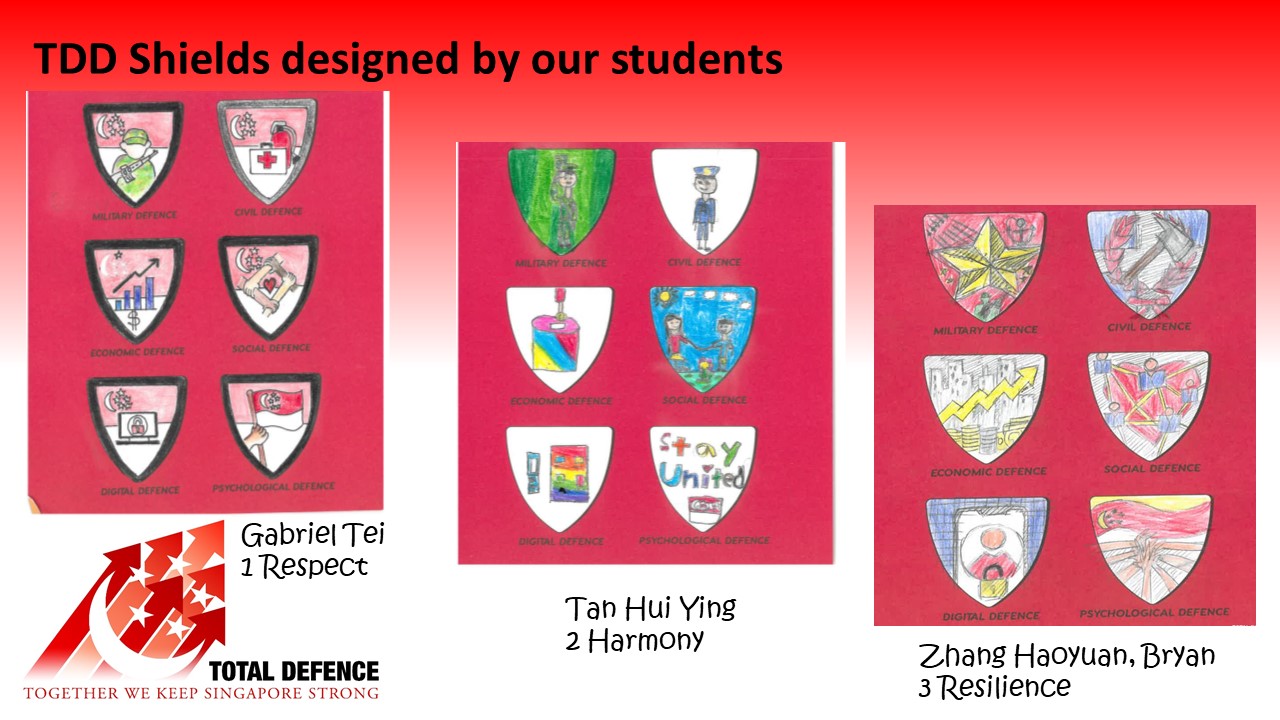 TDD Shields designed by our students
MILITARY DEFENCE
CIVIL DEFENCE
ECONOMIC DEFENCE
SOCIAL DEFENCE
$
DIGITAL DEFENCE
PSYCHOLOGICAL DEFENCE
Gabriel Tei
1 Respect
MILITARY DEFENCE
CIVIL DEFENCE
ECONOMIC DEFENCE
SOCIAL DEFENCE
Stay
United
DIGITAL DEFENCE
PSYCHOLOGICAL DEFENCE
Tan Hui Ying
2 Harmony
MILITARY DEFENCE
CIVIL DEFENCE
ECONOMIC DEFENCE
SOCIAL DEFENCE
DIGITAL DEFENCE
PSYCHOLOGICAL DEFENCE
Zhang Haoyuan, Bryan
3 Resilience
TOTAL DEFENCE
TOGETHER WE KEEP SINGAPORE STRONG